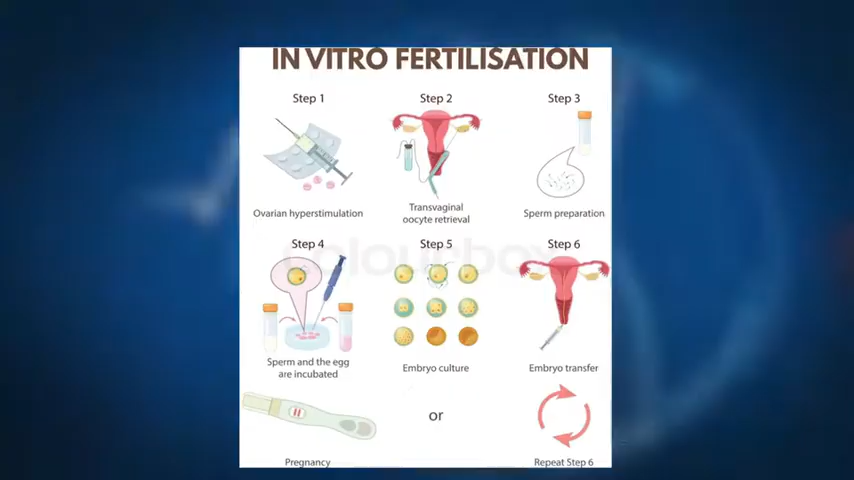 IN VITRO FERTILISATION
Step 1
Step 2
Step 3
Ovarian hyperstimulation
Transvaginal
oocyte retrieval
Sperm preparation
colourbox
Step 4
Step 5
Step 6
Sperm and the egg
are incubated
Embryo culture
Embryo transfer
or
Pregnancy
Repeat Step 6